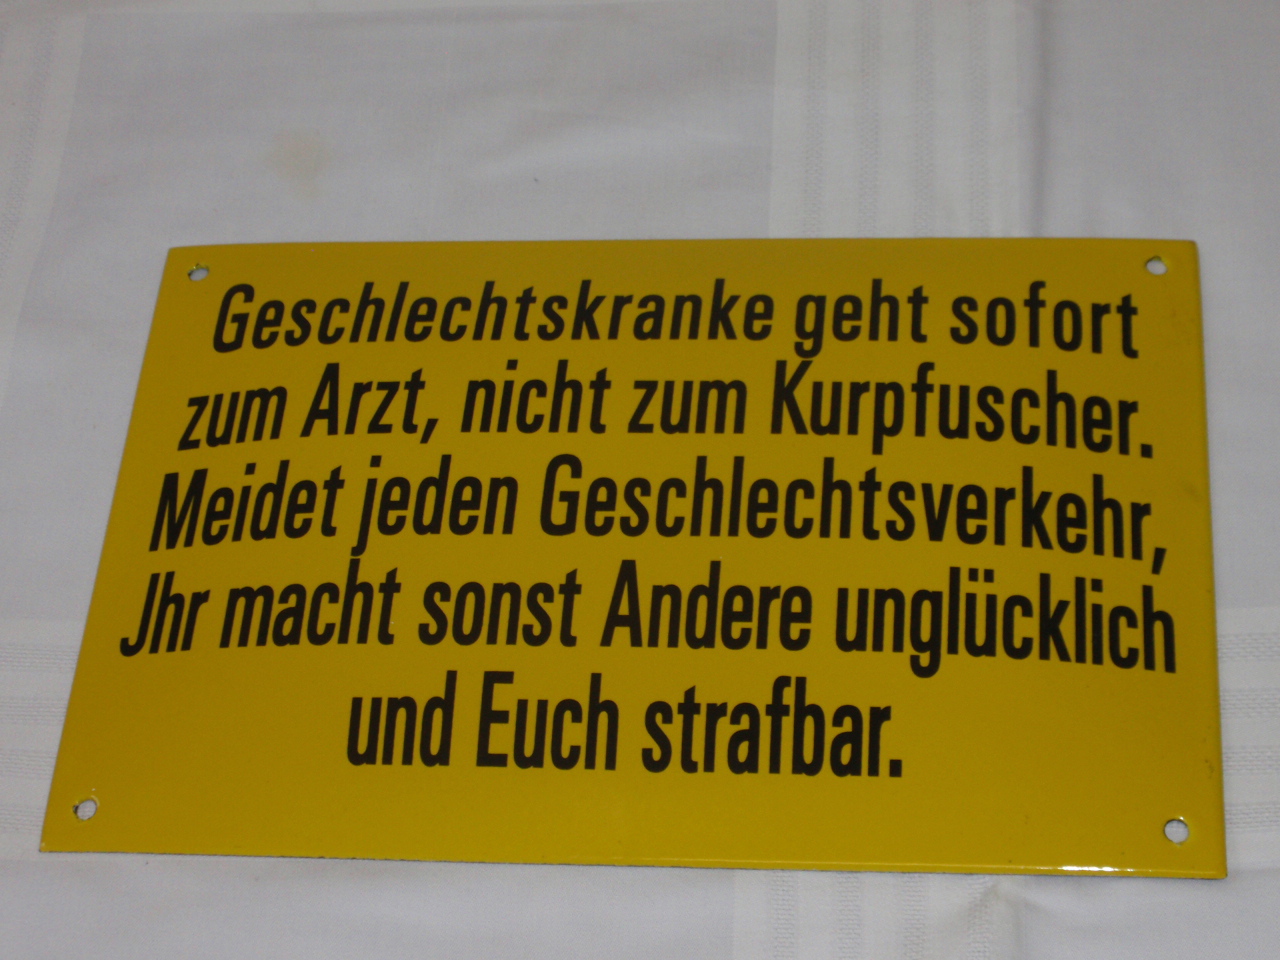 Geschlechtskranke geht sofort
zum Arzt, nicht zum Kurpfuscher.
Meidet jeden Geschlechtsverkehr,
Jhr macht sonst Andere unglücklich
und Euch strafbar.